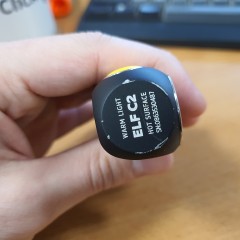 WARM LIGHT
ELF C2
HOT SURFACE